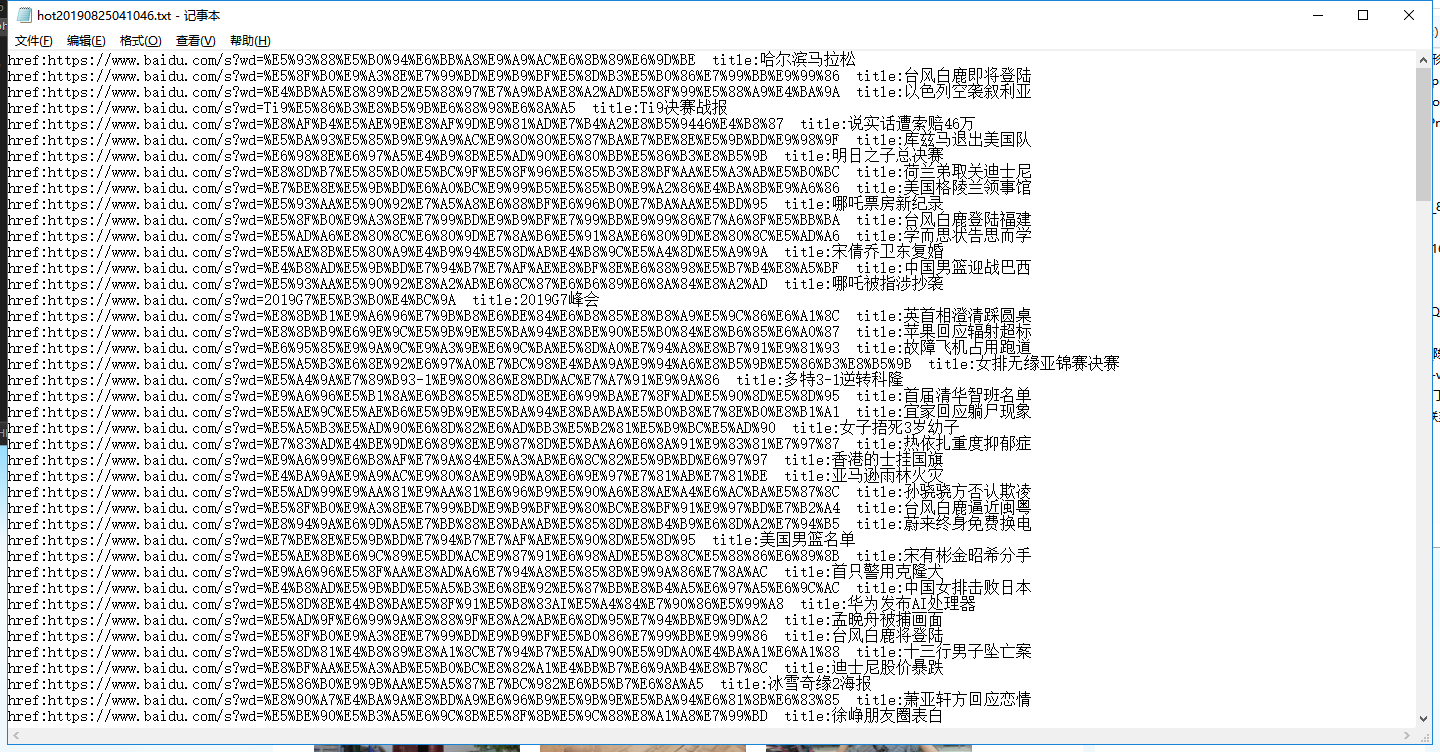 hot20190825041046.txt - 记事本
文件(F) 编辑(E) 格式(O) 查看(V) 帮助(H)
href:https://www.baidu.com/s?wd=%E5%93%88%E5%B0%94%E6%BB%A8%E9%A9%AC%E6%8B%89%E6%9D%BE title:哈尔滨马拉松
href:https://www.baidu.com/s?wd=%E5%8F%B0%E9%A3%8E%E7%99%BD%E9%B9%BF%E5%8D%B3%E5%B0%86%E7%99%BB%E9%99%86 title:台风白鹿即将登陆
href:https://www.baidu.com/s?wd=%E4%BB%A5%E8%89%B2%E5%88%97%E7%A9%BA%E8%A2%AD%E5%8F%99%E5%88%A9%E4%BA%9A title:以色列空袭叙利亚
href:https://www.baidu.com/s?wd=Ti9%E5%86%B3%E8%B5%9B%E6%88%98%E6%8A%A5 title:Ti9决赛战报
href:https://www.baidu.com/s?wd=%E8%AF%B4%E5%AE%9E%E8%AF%9D%E9%81%AD%E7%B4%A2%E8%B5%9446%E4%B8%87 title:说实话遭索赔46万
href:https://www.baidu.com/s?wd=%E5%BA%93%E5%85%B9%E9%A9%AC%E9%80%80%E5%87%BA%E7%BE%8E%E5%9B%BD%E9%98%9F title:库兹马退出美国队
href:https://www.baidu.com/s?wd=%E6%98%8E%E6%97%A5%E4%B9%8B%E5%AD%90%E6%80%BB%E5%86%B3%E8%B5%9B title:明日之子总决赛
href:https://www.baidu.com/s?wd=%E8%8D%B7%E5%85%B0%E5%BC%9F%E5%8F%96%E5%85%B3%E8%BF%AA%E5%A3%AB%E5%B0%BC title:荷兰弟取关迪士尼
href:https://www.baidu.com/s?wd=%E7%BE%8E%E5%9B%BD%E6%A0%BC%E9%99%B5%E5%85%B0%E9%A2%86%E4%BA%8B%E9%A6%86 title:美国格陵兰领事馆
href:https://www.baidu.com/s?wd=%E5%93%AA%E5%90%92%E7%A5%A8%E6%88%BF%E6%96%B0%E7%BA%AA%E5%BD%95 title:哪吒票房新纪录
href:https://www.baidu.com/s?wd=%E5%8F%B0%E9%A3%8E%E7%99%BD%E9%B9%BF%E7%99%BB%E9%99%86%E7%A6%8F%E5%BB%BA title:台风白鹿登陆福建
href:https://www.baidu.com/s?wd=%E5%AD%A6%E8%80%8C%E6%80%9D%E7%8A%B6%E5%91%8A%E6%80%9D%E8%80%8C%E5%AD%A6 title:学而思状告思而学
href:https://www.baidu.com/s?wd=%E5%AE%8B%E5%80%A9%E4%B9%94%E5%8D%AB%E4%B8%9C%E5%A4%8D%E5%A9%9A title:宋倩乔卫东复婚
href:https://www.baidu.com/s?wd=%E4%B8%AD%E5%9B%BD%E7%94%B7%E7%AF%AE%E8%BF%8E%E6%88%98%E5%B7%B4%E8%A5%BF title:中国男篮迎战巴西
href:https://www.baidu.com/s?wd=%E5%93%AA%E5%90%92%E8%A2%AB%E6%8C%87%E6%B6%89%E6%8A%84%E8%A2%AD title:哪吒被指涉抄袭
href:https://www.baidu.com/s?wd=2019G7%E5%B3%B0%E4%BC%9A title:2019G7峰会
href:https://www.baidu.com/s?wd=%E8%8B%B1%E9%A6%96%E7%9B%B8%E6%BE%84%E6%B8%85%E8%B8%A9%E5%9C%86%E6%A1%8C title:英首相澄清踩圆桌
href:https://www.baidu.com/s?wd=%E8%8B%B9%E6%9E%9C%E5%9B%9E%E5%BA%94%E8%BE%90%E5%B0%84%E8%B6%85%E6%A0%87 title:苹果回应辐射超标
href:https://www.baidu.com/s?wd=%E6%95%85%E9%9A%9C%E9%A3%9E%E6%9C%BA%E5%8D%A0%E7%94%A8%E8%B7%91%E9%81%93 title:故障飞机占用跑道
href:https://www.baidu.com/s?wd=%E5%A5%B3%E6%8E%92%E6%97%A0%E7%BC%98%E4%BA%9A%E9%94%A6%E8%B5%9B%E5%86%B3%E8%B5%9B title:女排无缘亚锦赛决赛
href:https://www.baidu.com/s?wd=%E5%A4%9A%E7%89%B93-1%E9%80%86%E8%BD%AC%E7%A7%91%E9%9A%86 title:多特3-1逆转科隆
href:https://www.baidu.com/s?wd=%E9%A6%96%E5%B1%8A%E6%B8%85%E5%8D%8E%E6%99%BA%E7%8F%AD%E5%90%8D%E5%8D%95 title:首届清华智班名单
href:https://www.baidu.com/s?wd=%E5%AE%9C%E5%AE%B6%E5%9B%9E%E5%BA%94%E8%BA%BA%E5%B0%B8%E7%8E%B0%E8%B1%A1 title:宜家回应躺尸现象
href:https://www.baidu.com/s?wd=%E5%A5%B3%E5%AD%90%E6%8D%82%E6%AD%BB3%E5%B2%81%E5%B9%BC%E5%AD%90 title:女子捂死3岁幼子
href:https://www.baidu.com/s?wd=%E7%83%AD%E4%BE%9D%E6%89%8E%E9%87%8D%E5%BA%A6%E6%8A%91%E9%83%81%E7%97%87 title:热依扎重度抑郁症
href:https://www.baidu.com/s?wd=%E9%A6%99%E6%B8%AF%E7%9A%84%E5%A3%AB%E6%8C%82%E5%9B%BD%E6%97%97 title:香港的士挂国旗
href:https://www.baidu.com/s?wd=%E4%BA%9A%E9%A9%AC%E9%80%8A%E9%9B%A8%E6%9E%97%E7%81%AB%E7%81%BE title:亚马逊雨林火灾
href:https://www.baidu.com/s?wd=%E5%AD%99%E9%AA%81%E9%AA%81%E6%96%B9%E5%90%A6%E8%AE%A4%E6%AC%BA%E5%87%8C title:孙骁骁方否认欺凌
href:https://www.baidu.com/s?wd=%E5%8F%B0%E9%A3%8E%E7%99%BD%E9%B9%BF%E9%80%BC%E8%BF%91%E9%97%BD%E7%B2%A4 title:台风白鹿逼近闽粤
href:https://www.baidu.com/s?wd=%E8%94%9A%E6%9D%A5%E7%BB%88%E8%BA%AB%E5%85%8D%E8%B4%B9%E6%8D%A2%E7%94%B5 title:蔚来终身免费换电
href:https://www.baidu.com/s?wd=%E7%BE%8E%E5%9B%BD%E7%94%B7%E7%AF%AE%E5%90%8D%E5%8D%95 title:美国男篮名单
href:https://www.baidu.com/s?wd=%E5%AE%8B%E6%9C%89%E5%BD%AC%E9%87%91%E6%98%AD%E5%B8%8C%E5%88%86%E6%89%8B title:宋有彬金昭希分手
href:https://www.baidu.com/s?wd=%E9%A6%96%E5%8F%AA%E8%AD%A6%E7%94%A8%E5%85%8B%E9%9A%86%E7%8A%AC title:首只警用克隆犬
href:https://www.baidu.com/s?wd=%E4%B8%AD%E5%9B%BD%E5%A5%B3%E6%8E%92%E5%87%BB%E8%B4%A5%E6%97%A5%E6%9C%AC title:中国女排击败日本
href:https://www.baidu.com/s?wd=%E5%8D%8E%E4%B8%BA%E5%8F%91%E5%B8%83AI%E5%A4%84%E7%90%86%E5%99%A8 title:华为发布AI处理器
href:https://www.baidu.com/s?wd=%E5%AD%9F%E6%99%9A%E8%88%9F%E8%A2%AB%E6%8D%95%E7%94%BB%E9%9D%A2 title:孟晚舟被捕画面
href:https://www.baidu.com/s?wd=%E5%8F%B0%E9%A3%8E%E7%99%BD%E9%B9%BF%E5%B0%86%E7%99%BB%E9%99%86 title:台风白鹿将登陆
href:https://www.baidu.com/s?wd=%E5%8D%81%E4%B8%89%E8%A1%8C%E7%94%B7%E5%AD%90%E5%9D%A0%E4%BA%A1%E6%A1%88 title:十三行男子坠亡案
href:https://www.baidu.com/s?wd=%E8%BF%AA%E5%A3%AB%E5%B0%BC%E8%82%A1%E4%BB%B7%E6%9A%B4%E8%B7%8C title:迪士尼股价暴跌
href:https://www.baidu.com/s?wd=%E5%86%B0%E9%9B%AA%E5%A5%87%E7%BC%982%E6%B5%B7%E6%8A%A5 title:冰雪奇缘2海报
href:https://www.baidu.com/s?wd=%E8%90%A7%E4%BA%9A%E8%BD%A9%E6%96%B9%E5%9B%9E%E5%BA%94%E6%81%8B%E6%83%85 title:萧亚轩方回应恋情
href:https://www.baidu.com/s?wd=%E5%BE%90%E5%B3%A5%E6%9C%8B%E5%8F%8B%E5%9C%88%E8%A1%A8%E7%99%BD title:徐峥朋友圈表白